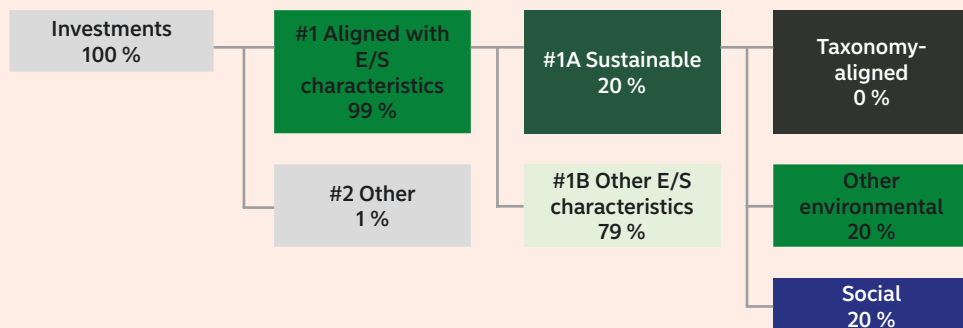 Investments
100 %
#1 Aligned with
E/S
characteristics
99 %
#2 Other
1 %
#1A Sustainable
20 %
#1B Other E/S
characteristics
79 %
Taxonomy-
aligned
0 %
Other
environmental
20 %
Social
20 %